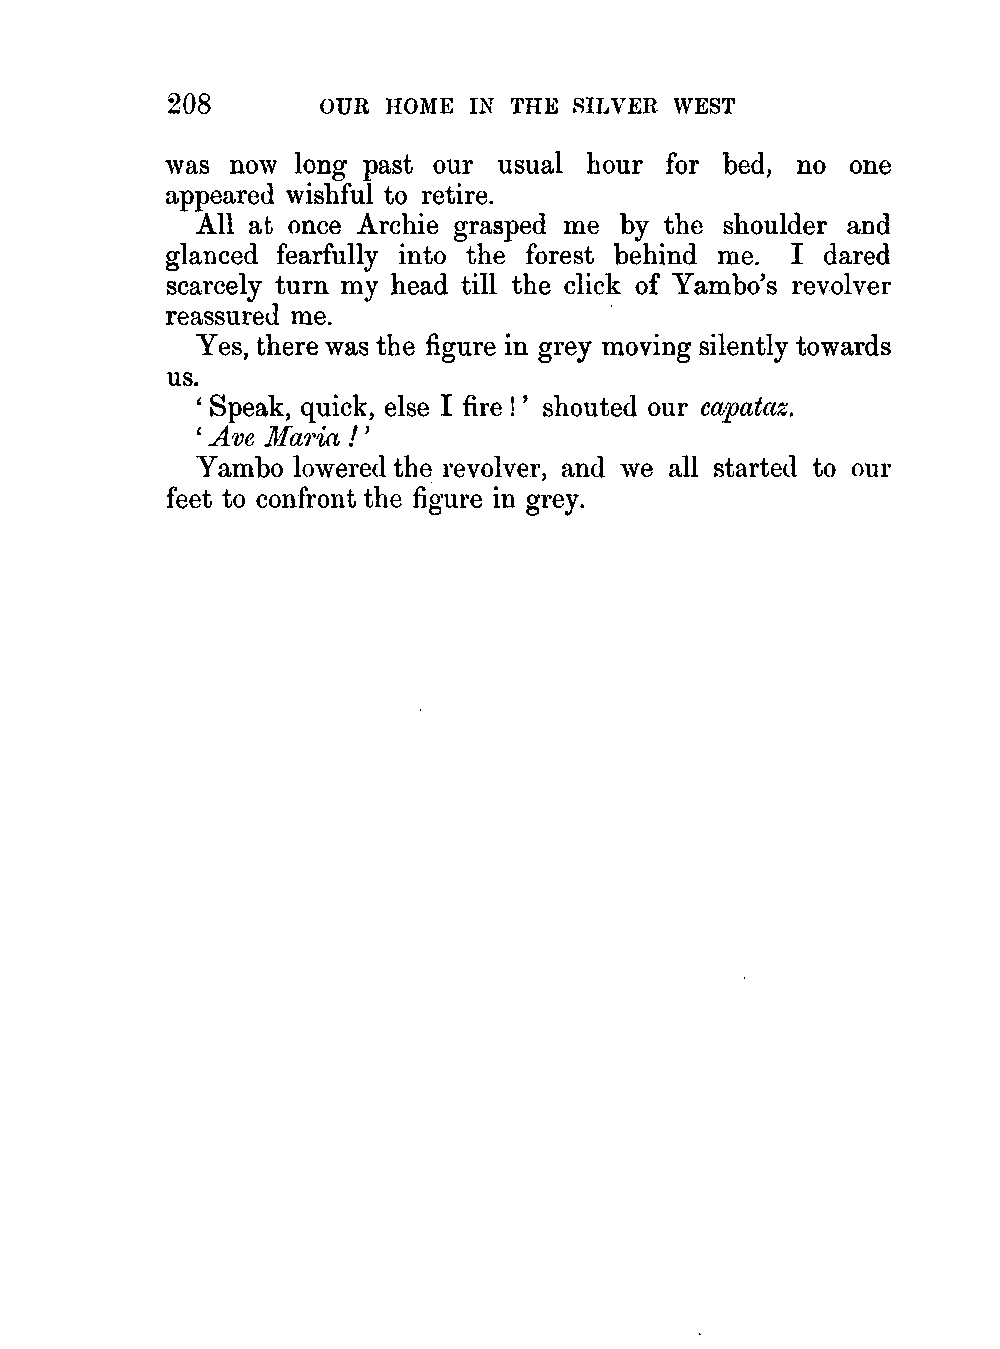 208 OUR HOME IN THE SILVER WEST
was now long past our usual hour for bed, no one
appeared wishful to retire.
All at once Archie grasped me by the shoulder and
glanced fearfully into the forest behind me. I dared
scarcely turn my head till the click of Yambo's revolver
reassured me.
Yes, there was the figure in grey moving silently towards
us.
‘ Speak, quick, else I fire ! ’ shouted our capataz.
‘ Ave Maria ! ’
Yambo lowered the revolver, and we all started to our
feet to confront the figure in grey.